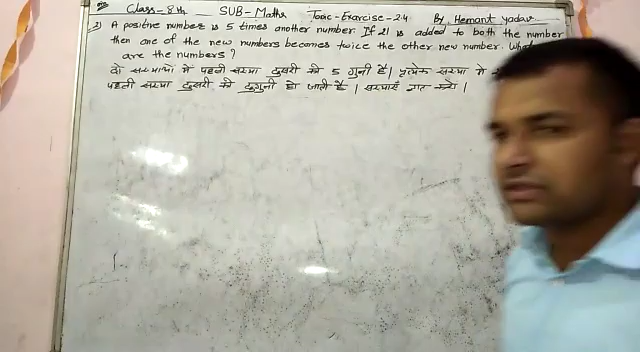 Class-8th SUB-Maths Topic-Exercise-2.4 By Hemant yadav
2) A positive number is 5 times another number. If 21 is added to both the number
then one of the new numbers becomes twice the other new number. What
are the numbers?
दो संख्याओं में पहली संख्या दुसरी की 5 गुनी है। प्रत्येक संख्या में
पहली संख्या दुसरी की दुगुनी हो जाती है। संख्याएँ ज्ञात करो।